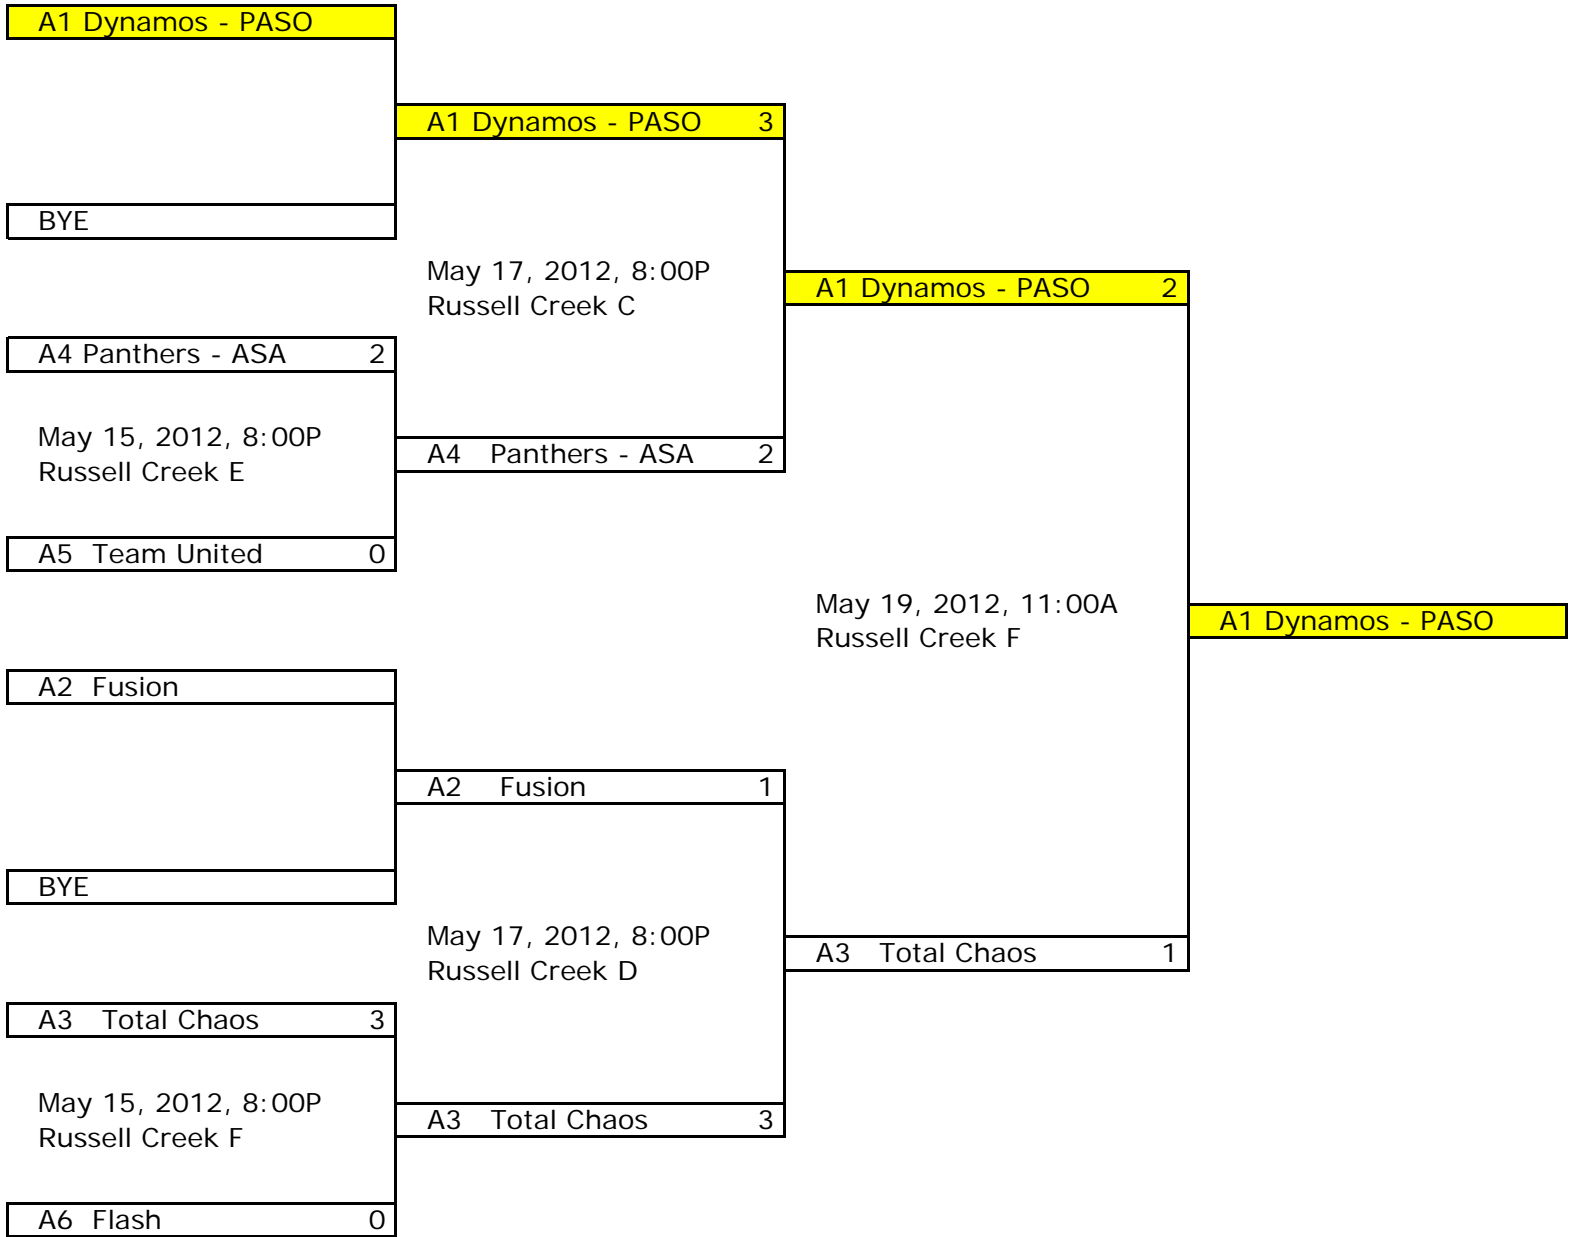 A1 Dynamos - PASO
A1 Dynamos - PASO 3
BYE
May 17, 2012, 8:00P
Russell Creek C
A1 Dynamos - PASO 2
A4 Panthers - ASA 2
May 15, 2012, 8:00P
Russell Creek E
A4 Panthers - ASA 2
A5 Team United 0
May 19, 2012, 11:00A
Russell Creek F
A1 Dynamos - PASO
A2 Fusion
A2 Fusion 1
BYE
May 17, 2012, 8:00P
Russell Creek D
A3 Total Chaos 1
A3 Total Chaos 3
May 15, 2012, 8:00P
Russell Creek F
A3 Total Chaos 3
A6 Flash 0